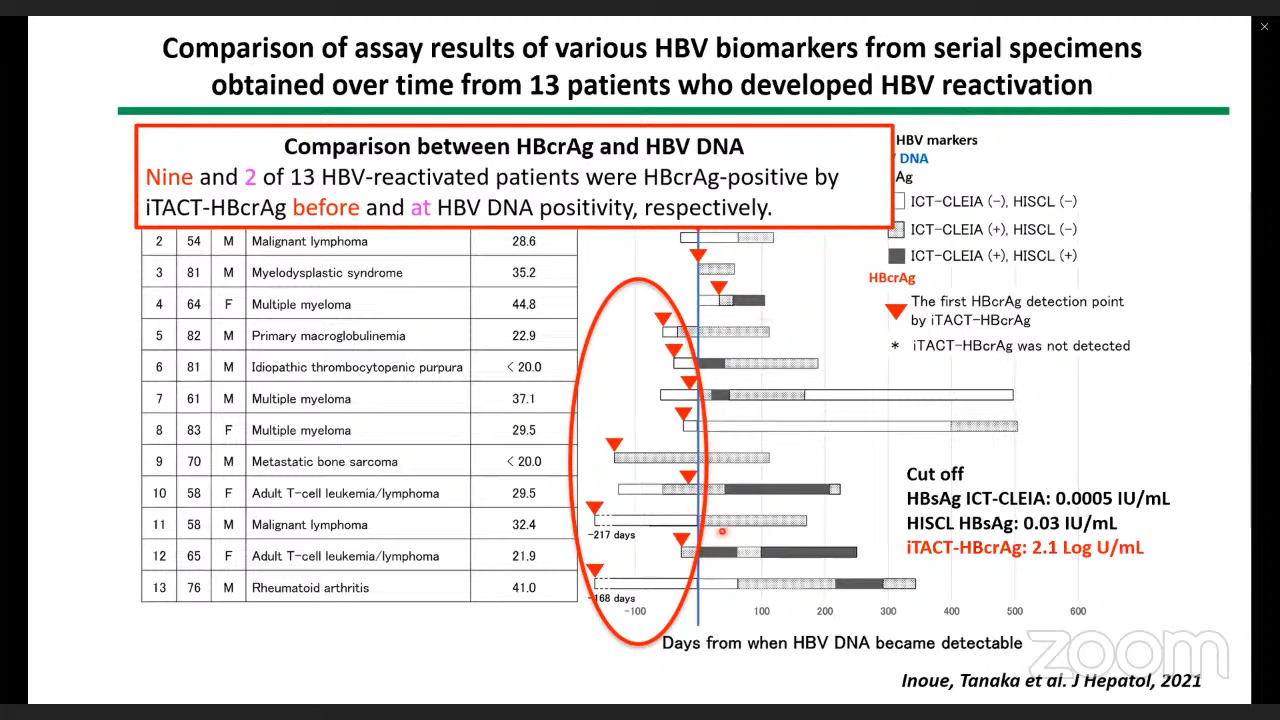 Comparison of assay results of various HBV biomarkers from serial specimens
obtained over time from 13 patients who developed HBV reactivation
Comparison between HBcrAg and HBV DNA
Nine and 2 of 13 HBV-reactivated patients were HBcrAg-positive by
iTACT-HBcrAg before and at HBV DNA positivity, respectively.
HBV markers
DNA
Ag
ICT-CLEIA (-), HISCL (-)
ICT-CLEIA (+), HISCL (-)
ICT-CLEIA (+), HISCL (+)
HBcrAg
The first HBcrAg detection point
by iTACT-HBcrAg
* iTACT-HBcrAg was not detected
2 54 M Malignant lymphoma 28.6
3 81 M Myelodysplastic syndrome 35.2
4 64 F Multiple myeloma 44.8
5 82 M Primary macroglobulinemia 22.9
6 81 M Idiopathic thrombocytopenic purpura < 20.0
7 61 M Multiple myeloma 37.1
8 83 F Multiple myeloma 29.5
9 70 M Metastatic bone sarcoma < 20.0
10 58 F Adult T-cell leukemia/lymphoma 29.5
11 58 M Malignant lymphoma 32.4
12 65 F Adult T-cell leukemia/lymphoma 21.9
13 76 M Rheumatoid arthritis 41.0
-217 days
-168 days
-100 100 200 300 400 500 600
Days from when HBV DNA became detectable
Cut off
HBsAg ICT-CLEIA: 0.0005 IU/mL
HISCL HBsAg: 0.03 IU/mL
iTACT-HBcrAg: 2.1 Log U/mL
zoom
Inoue, Tanaka et ai. J Hepatol, 2021